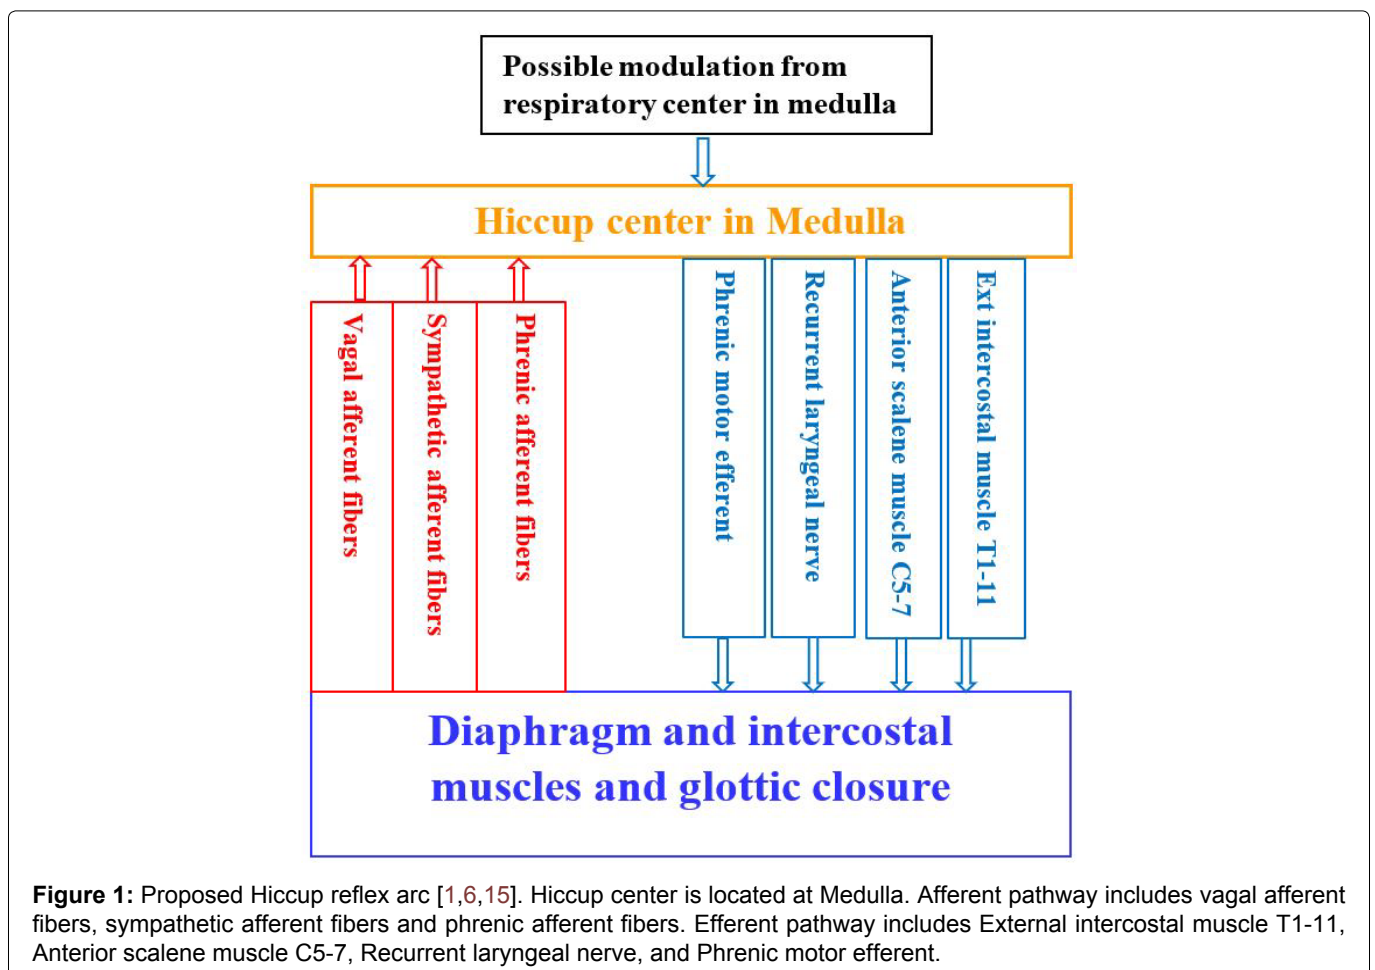 Possible modulation from
respiratory center in medulla
Hiccup center in Medulla
Vagal afferent fibers
Sympathetic afferent fibers
Phrenic afferent fibers
Phrenic motor efferent
Recurrent laryngeal nerve
Anterior scalene muscle C5-7
Ext intercostal muscle T1-11
Diaphragm and intercostal
muscles and glottic closure
Figure 1: Proposed Hiccup reflex arc [1,6,15]. Hiccup center is located at Medulla. Afferent pathway includes vagal afferent
fibers, sympathetic afferent fibers and phrenic afferent fibers. Efferent pathway includes External intercostal muscle T1-11,
Anterior scalene muscle C5-7, Recurrent laryngeal nerve, and Phrenic motor efferent.